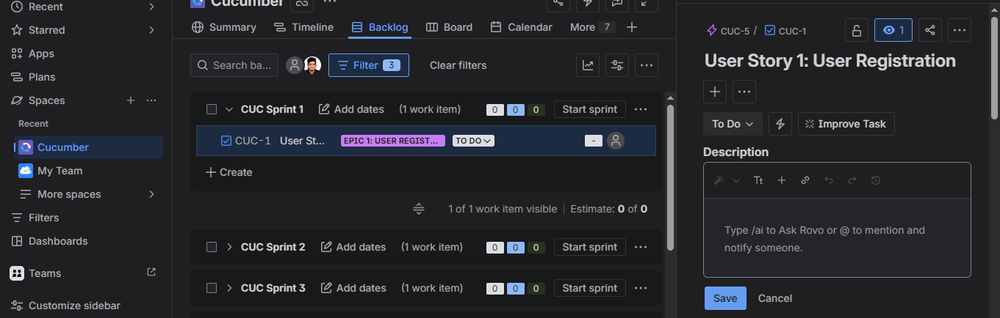 Recent
Starred
Apps
Plans
Spaces
Recent
Cucumber
My Team
More spaces
Filters
Dashboards
Teams
Customize sidebar
Cucumber
Summary
Timeline
Backlog
Board
Calendar
More 7
Search ba...
Filter 3
Clear filters
CUC Sprint 1 Add dates (1 work item) 0 0 0 Start sprint
CUC-1 User St... EPIC 1: USER REGIST... TO DO -
Create
1 of 1 work item visible Estimate: 0 of 0
CUC Sprint 2 Add dates (1 work item) 0 0 0 Start sprint
CUC Sprint 3 Add dates (1 work item) 0 0 0 Start sprint
CUC-5 / CUC-1 1
User Story 1: User Registration
To Do Improve Task
Description
Tt
Type /ai to Ask Rovo or @ to mention and
notify someone.
Save Cancel